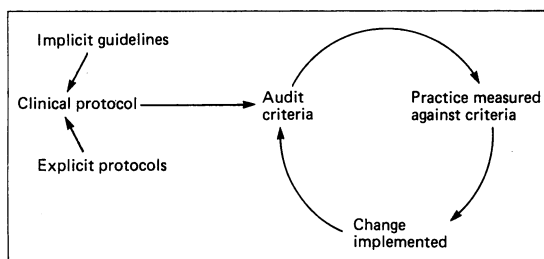 Implicit guidelines
Clinical protocol
Explicit protocols
Audit
criteria
Practice measured
against criteria
Change
implemented